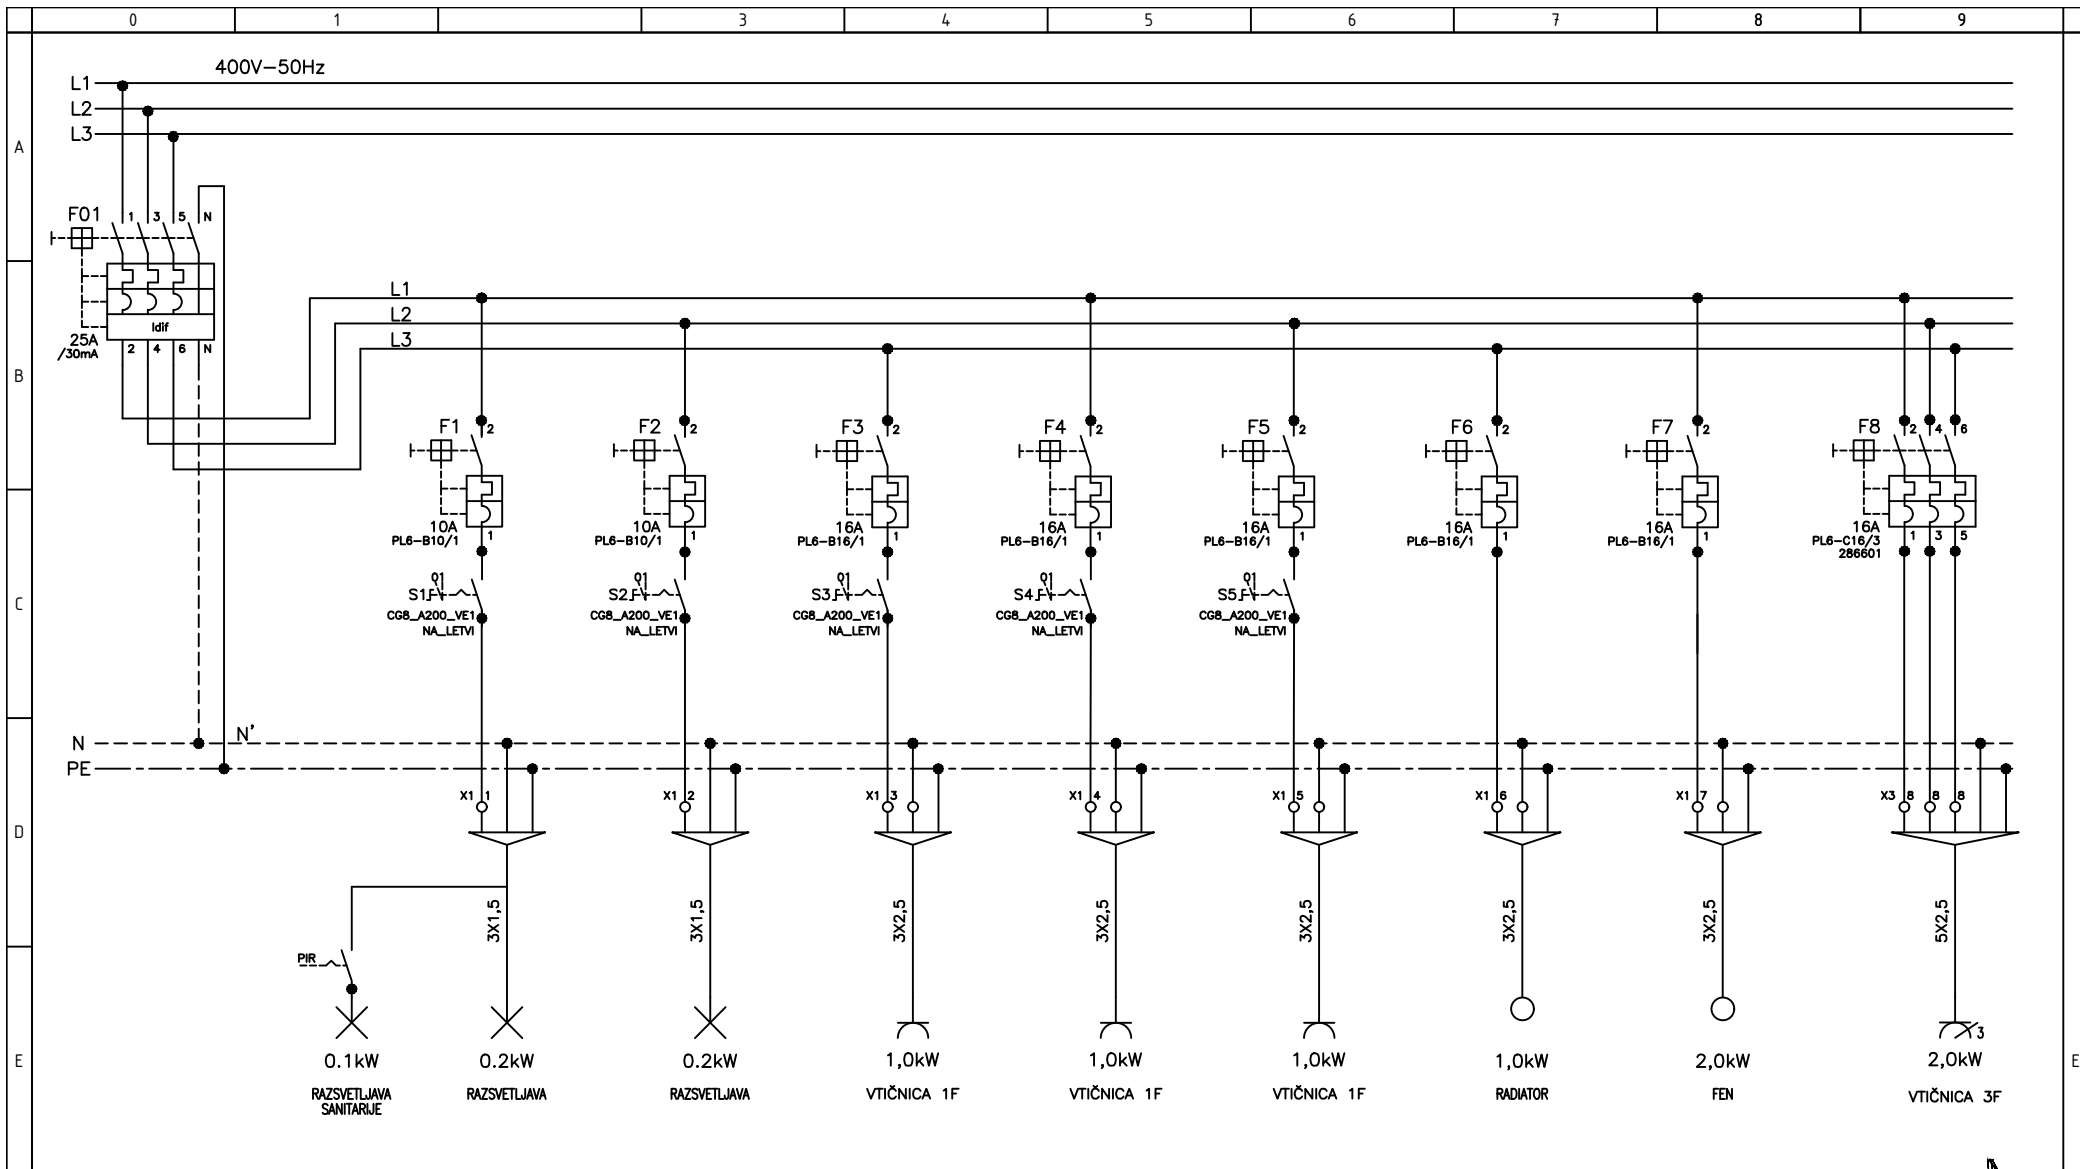 0 1 3 4 5 6 7 8 9
400V-50Hz
L1
L2
L3
A
F01 1 3 5 N
Idif
25A
/30mA
2 4 6 N
L1
L2
L3
B
F1 2 F2 2 F3 2 F4 2 F5 2 F6 2 F7 2 F8 2 4 6
10A 10A 16A 16A 16A 16A 16A 16A
PL6-B10/1 1 PL6-B10/1 1 PL6-B16/1 1 PL6-B16/1 1 PL6-B16/1 1 PL6-B16/1 1 PL6-B16/1 1 PL6-C16/3 1 3 5
286601
01 01 01 01 01
C
S1 S2 S3 S4 S5
CG8_A200_VE1 CG8_A200_VE1 CG8_A200_VE1 CG8_A200_VE1 CG8_A200_VE1
NA_LETVI NA_LETVI NA_LETVI NA_LETVI NA_LETVI
N N'
PE
X1 1 X1 2 X1 3 X1 4 X1 5 X1 6 X1 7 X3 8 8 8
D
3X1,5 3X1,5 3X2,5 3X2,5 3X2,5 3X2,5 3X2,5 5X2,5
PIR
3
E 0.1kW 0.2kW 0.2kW 1,0kW 1,0kW 1,0kW 1,0kW 2,0kW 2,0kW E
RAZSVETLJAVA RAZSVETLJAVA RAZSVETLJAVA VTIČNICA 1F VTIČNICA 1F VTIČNICA 1F RADIATOR FEN VTIČNICA 3F
SANITARIJE